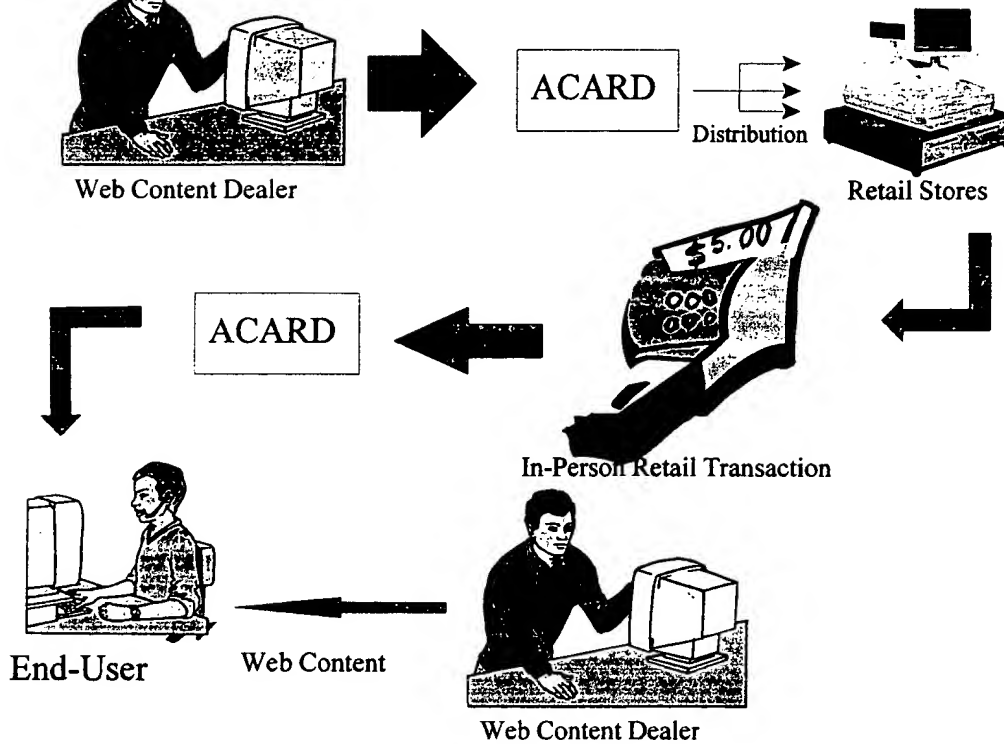 ACARD
Distribution
Web Content Dealer
Retail Stores
$5.00
ACARD
In-Person Retail Transaction
End-User
Web Content
Web Content Dealer